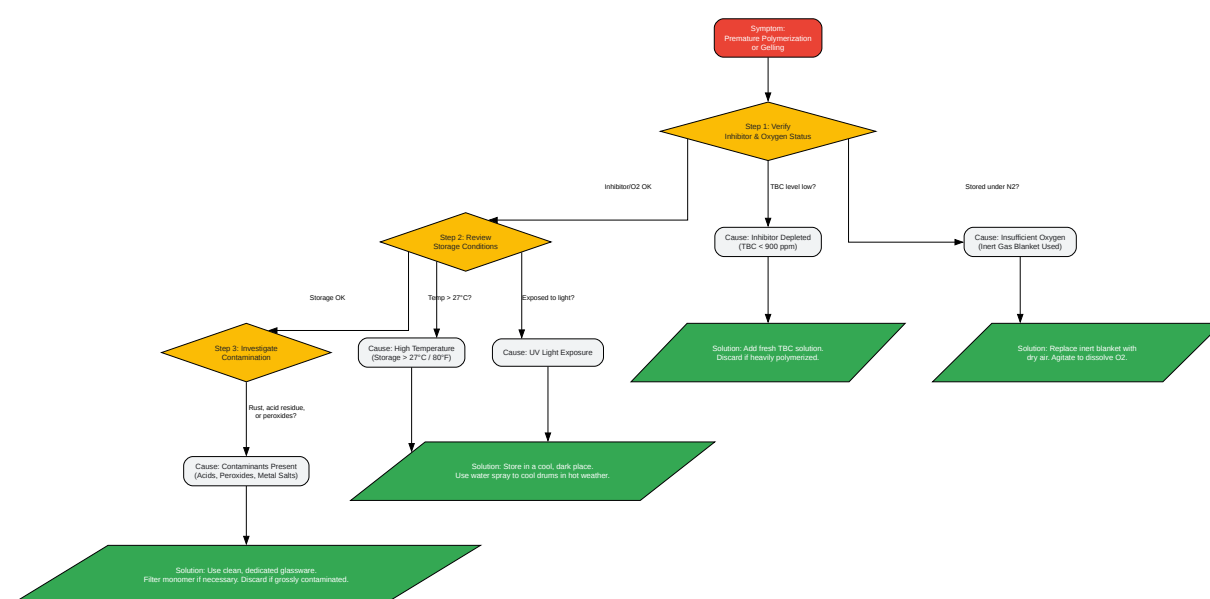 Symptom:
Premature Polymerization
or Gelling
Step 1: Verify
Inhibitor & Oxygen Status
Inhibitor/O2 OK
TBC level low?
Stored under N2?
Step 2: Review
Storage Conditions
Cause: Inhibitor Depleted
(TBC < 900 ppm)
Cause: Insufficient Oxygen
(Inert Gas Blanket Used)
Storage OK
Temp > 27°C?
Exposed to light?
Step 3: Investigate
Contamination
Cause: High Temperature
(Storage > 27°C / 80°F)
Cause: UV Light Exposure
Solution: Add fresh TBC solution.
Discard if heavily polymerized.
Solution: Replace inert blanket with
dry air. Agitate to dissolve O2.
Rust, acid residue,
or peroxides?
Cause: Contaminants Present
(Acids, Peroxides, Metal Salts)
Solution: Store in a cool, dark place.
Use water spray to cool drums in hot weather.
Solution: Use clean, dedicated glassware.
Filter monomer if necessary. Discard if grossly contaminated.